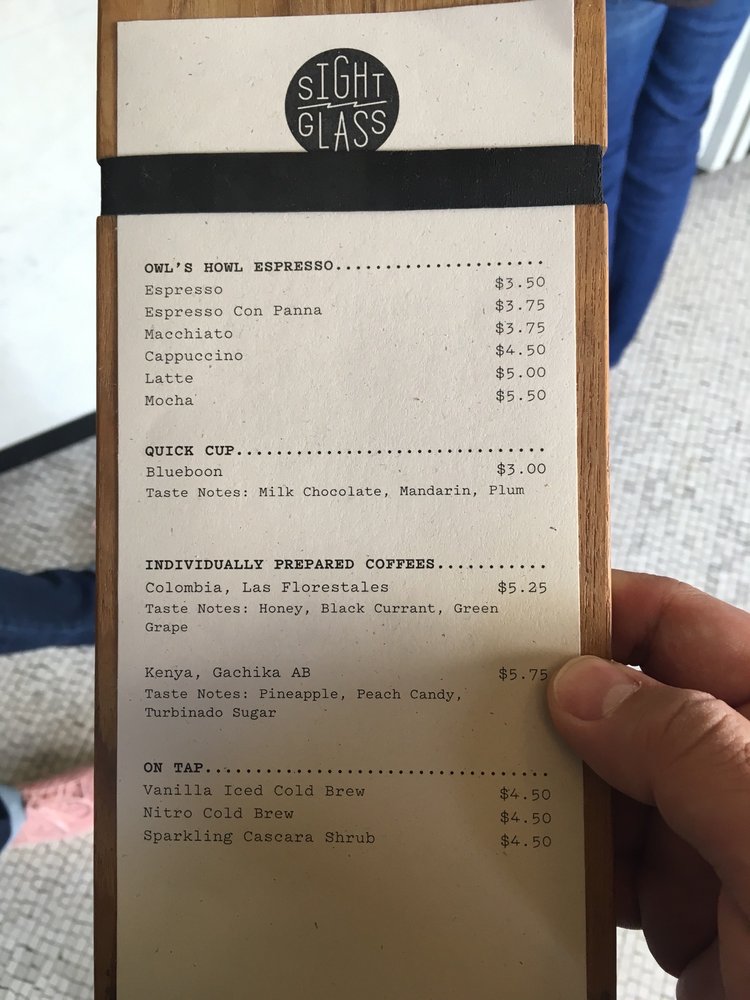 SIGHT
GLASS
OWL'S HOWL ESPRESSO.....................
Espresso $3.50
Espresso Con Panna $3.75
Macchiato $3.75
Cappuccino $4.50
Latte $5.00
Mocha $5.50
QUICK CUP...............................
Blueboon $3.00
Taste Notes: Milk Chocolate, Mandarin, Plum
INDIVIDUALLY PREPARED COFFEES...........
Colombia, Las Florestales $5.25
Taste Notes: Honey, Black Currant, Green
Grape
Kenya, Gachika AB $5.75
Taste Notes: Pineapple, Peach Candy,
Turbinado Sugar
ON TAP..................................
Vanilla Iced Cold Brew $4.50
Nitro Cold Brew $4.50
Sparkling Cascara Shrub $4.50